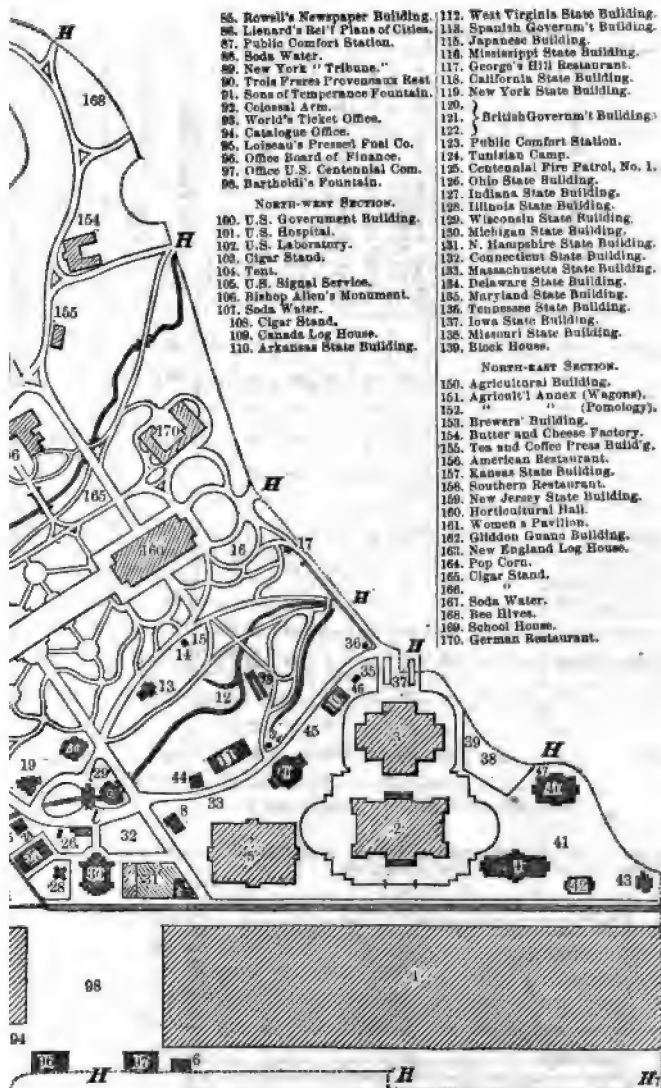 85. Rowell's Newspaper Building.
86. Lienard's Rel'f Plans of Cities.
87. Public Comfort Station.
88. Soda Water.
89. New York "Tribune."
90. Trois Freres Provenaux Rest
91. Sons of Temperance Fountain.
92. Colossal Arm.
93. World's Ticket Office.
94. Catalogue Office.
95. Loiseau's Pressed Fuel Co.
96. Office Board of Finance.
97. Office U.S. Centennial Com.
98. Bartholdi's Fountain.
NORTH-WEST SECTION.
100. U.S. Government Building.
101. U.S. Hospital.
102. U.S. Laboratory.
103. Cigar Stand.
104. Tent.
105. U.S. Signal Service.
106. Bishop Allen's Monument.
107. Soda Water.
108. Cigar Stand.
109. Canada Log House.
110. Arkansas State Building.
112. West Virginia State Building.
113. Spanish Governm't Building.
115. Japanese Building.
116. Mississippi State Building.
117. George's Hill Restaurant.
118. California State Building.
119. New York State Building.
120.
121. British Governm't Building
122.
123. Public Comfort Station.
124. Tunisian Camp.
125. Centennial Fire Patrol, No. 1.
126. Ohio State Building.
127. Indiana State Building.
128. Illinois State Building.
129. Wisconsin State Building.
130. Michigan State Building.
131. N. Hampshire State Building.
132. Connecticut State Building.
133. Massachusetts State Building.
134. Delaware State Building.
135. Maryland State Building.
136. Tennessee State Building.
137. Iowa State Building.
138. Missouri State Building.
139. Block House.
NORTH-EAST SECTION.
150. Agricultural Building.
151. Agricult'l Annex (Wagons).
152. " " (Pomology).
153. Brewers' Building.
154. Butter and Cheese Factory.
155. Tea and Coffee Press Build'g.
156. American Restaurant.
157. Kansas State Building.
158. Southern Restaurant.
159. New Jersey State Building.
160. Horticultural Hall.
161. Women's Pavilion.
162. Gliddon Guano Building.
163. New England Log House.
164. Pop Corn.
165. Cigar Stand.
166. "
167. Soda Water.
168. Bee Hives.
169. School House.
170. German Restaurant.
H
168
154
H
155
170
165
H
160
16
17
H
15
14
36
H
13
12
35
37
46
45
3
39
38
H
47
19
29
44
33
8
32
2
41
26
28
31
42
43
1
98
94
96
97
6
H
H
H